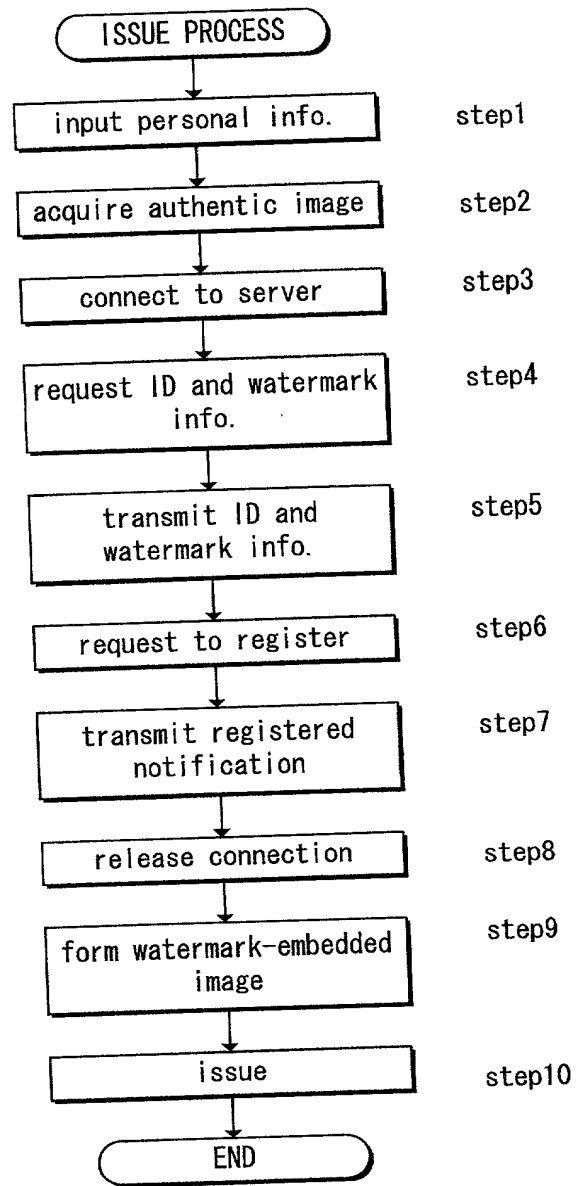 ISSUE PROCESS
input personal info.
step1
acquire authentic image
step2
connect to server
step3
request ID and watermark
info.
step4
transmit ID and
watermark info.
step5
request to register
step6
transmit registered
notification
step7
release connection
step8
form watermark-embedded
image
step9
issue
step10
END